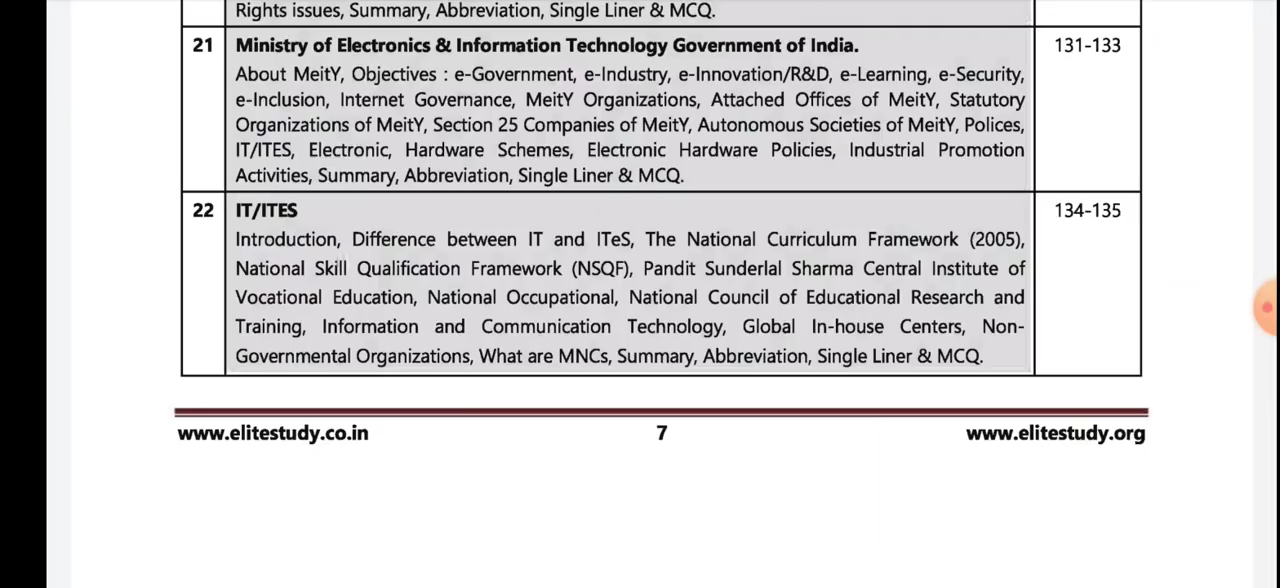 Rights issues, Summary, Abbreviation, Single Liner & MCQ.
21 Ministry of Electronics & Information Technology Government of India. 131-133
About MeitY, Objectives : e-Government, e-Industry, e-Innovation/R&D, e-Learning, e-Security,
e-Inclusion, Internet Governance, MeitY Organizations, Attached Offices of MeitY, Statutory
Organizations of MeitY, Section 25 Companies of MeitY, Autonomous Societies of MeitY, Polices,
IT/ITES, Electronic, Hardware Schemes, Electronic Hardware Policies, Industrial Promotion
Activities, Summary, Abbreviation, Single Liner & MCQ.
22 IT/ITES 134-135
Introduction, Difference between IT and ITeS, The National Curriculum Framework (2005),
National Skill Qualification Framework (NSQF), Pandit Sunderlal Sharma Central Institute of
Vocational Education, National Occupational, National Council of Educational Research and
Training, Information and Communication Technology, Global In-house Centers, Non-
Governmental Organizations, What are MNCs, Summary, Abbreviation, Single Liner & MCQ.
www.elitestudy.co.in 7 www.elitestudy.org